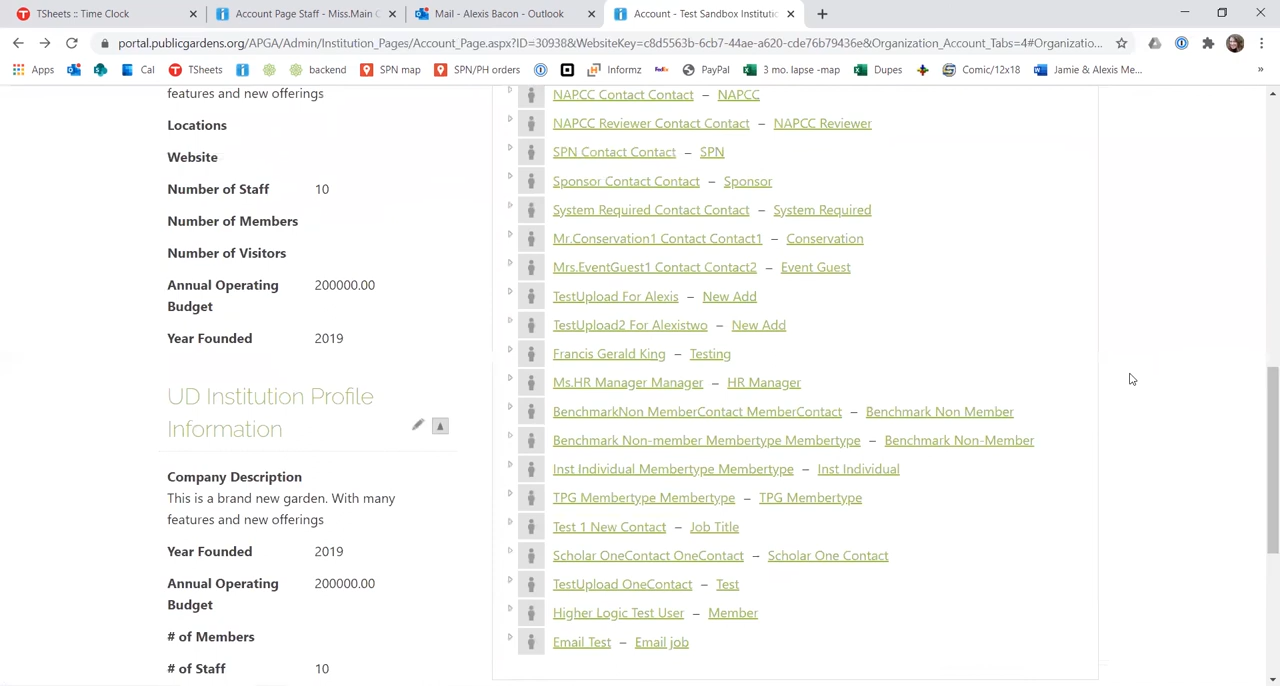 TSheets :: Time Clock
Account Page Staff - Miss.Main C
Mail - Alexis Bacon - Outlook
Account - Test Sandbox Instituti
portal.publicgardens.org/APGA/Admin/Institution_Pages/Account_Page.aspx?ID=30938&WebsiteKey=c8d5563b-6cb7-44ae-a620-cde76b79436e&Organization_Account_Tabs=4#Organizatio...
Apps Cal TSheets backend SPN map SPN/PH orders Informz PayPal 3 mo. lapse -map Dupes Comic/12x18 Jamie & Alexis Me... »
features and new offerings
Locations
Website
Number of Staff 10
Number of Members
Number of Visitors
Annual Operating 200000.00
Budget
Year Founded 2019
UD Institution Profile
Information
Company Description
This is a brand new garden. With many
features and new offerings
Year Founded 2019
Annual Operating 200000.00
Budget
# of Members
# of Staff 10
NAPCC Contact Contact – NAPCC
NAPCC Reviewer Contact Contact – NAPCC Reviewer
SPN Contact Contact – SPN
Sponsor Contact Contact – Sponsor
System Required Contact Contact – System Required
Mr.Conservation1 Contact Contact1 – Conservation
Mrs.EventGuest1 Contact Contact2 – Event Guest
TestUpload For Alexis – New Add
TestUpload2 For Alexistwo – New Add
Francis Gerald King – Testing
Ms.HR Manager Manager – HR Manager
BenchmarkNon MemberContact MemberContact – Benchmark Non Member
Benchmark Non-member Membertype Membertype – Benchmark Non-Member
Inst Individual Membertype Membertype – Inst Individual
TPG Membertype Membertype – TPG Membertype
Test 1 New Contact – Job Title
Scholar OneContact OneContact – Scholar One Contact
TestUpload OneContact – Test
Higher Logic Test User – Member
Email Test – Email job